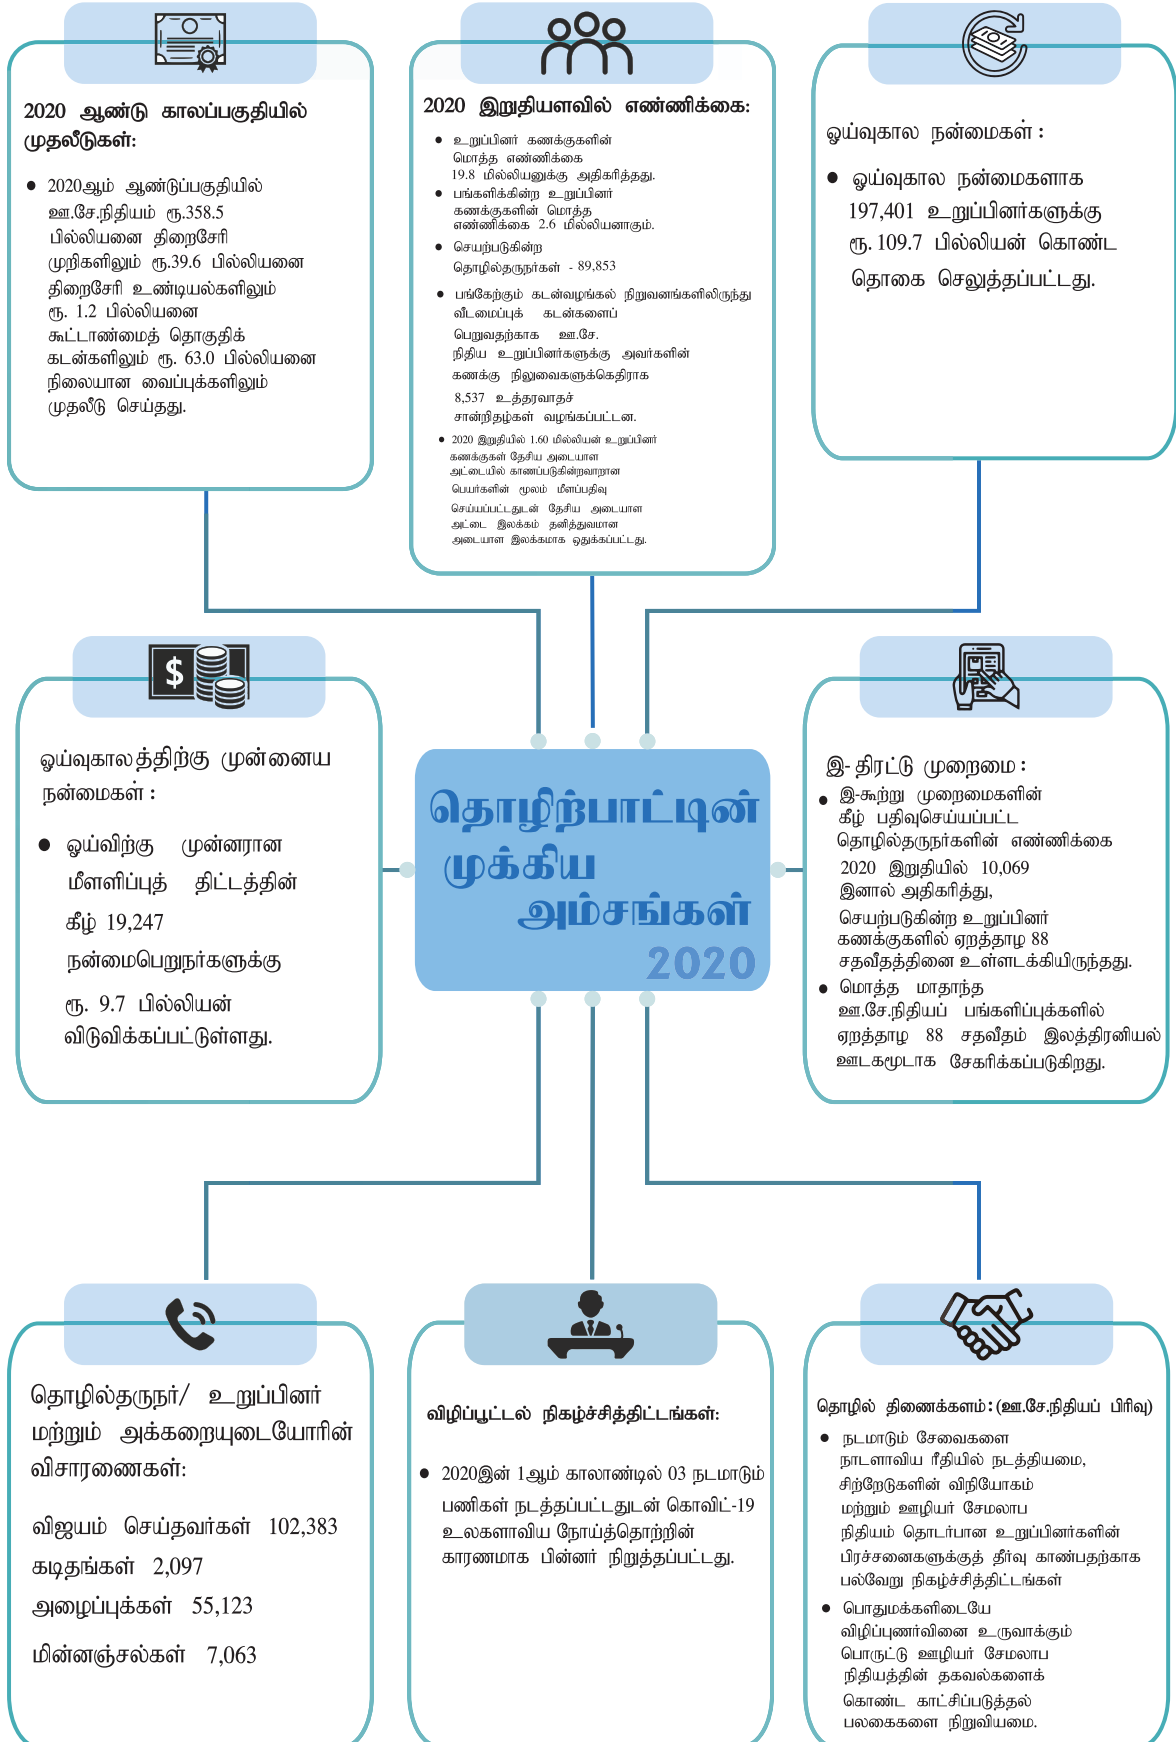 2020 ஆண்டு காலப்பகுதியில்
முதலீடுகள்:
● 2020ஆம் ஆண்டுப்பகுதியில்
ஊ.சே.நிதியம் ரூ.358.5
பில்லியனை திறைசேரி
முறிகளிலும் ரூ.39.6 பில்லியனை
திறைசேரி உண்டியல்களிலும்
ரூ. 1.2 பில்லியனை
கூட்டாண்மைத் தொகுதிக்
கடன்களிலும் ரூ. 63.0 பில்லியனை
நிலையான வைப்புக்களிலும்
முதலீடு செய்தது.
2020 இறுதியளவில் எண்ணிக்கை:
● உறுப்பினர் கணக்குகளின்
மொத்த எண்ணிக்கை
19.8 மில்லியனுக்கு அதிகரித்தது.
● பங்களிக்கின்ற உறுப்பினர்
கணக்குகளின் மொத்த
எண்ணிக்கை 2.6 மில்லியனாகும்.
● செயற்படுகின்ற
தொழில்தருநர்கள் - 89,853
● பங்கேற்கும் கடன்வழங்கல் நிறுவனங்களிலிருந்து
வீடமைப்புக் கடன்களைப்
பெறுவதற்காக ஊ.சே.
நிதிய உறுப்பினர்களுக்கு அவர்களின்
கணக்கு நிலுவைகளுக்கெதிராக
8,537 உத்தரவாதச்
சான்றிதழ்கள் வழங்கப்பட்டன.
● 2020 இறுதியில் 1.60 மில்லியன் உறுப்பினர்
கணக்குகள் தேசிய அடையாள
அட்டையில் காணப்படுகின்றவாறான
பெயர்களின் மூலம் மீளப்பதிவு
செய்யப்பட்டதுடன் தேசிய அடையாள
அட்டை இலக்கம் தனித்துவமான
அடையாள இலக்கமாக ஒதுக்கப்பட்டது.
ஓய்வுகால நன்மைகள் :
● ஓய்வுகால நன்மைகளாக
197,401 உறுப்பினர்களுக்கு
ரூ. 109.7 பில்லியன் கொண்ட
தொகை செலுத்தப்பட்டது.
ஓய்வுகாலத்திற்கு முன்னைய
நன்மைகள் :
● ஓய்விற்கு முன்னரான
மீளளிப்புத் திட்டத்தின்
கீழ் 19,247
நன்மைபெறுநர்களுக்கு
ரூ. 9.7 பில்லியன்
விடுவிக்கப்பட்டுள்ளது.
தொழிற்பாட்டின்
முக்கிய
அம்சங்கள்
2020
இ- திரட்டு முறைமை :
● இ-கூற்று முறைமைகளின்
கீழ் பதிவுசெய்யப்பட்ட
தொழில்தருநர்களின் எண்ணிக்கை
2020 இறுதியில் 10,069
இனால் அதிகரித்து,
செயற்படுகின்ற உறுப்பினர்
கணக்குகளில் ஏறத்தாழ 88
சதவீதத்தினை உள்ளடக்கியிருந்தது.
● மொத்த மாதாந்த
ஊ.சே.நிதியப் பங்களிப்புக்களில்
ஏறத்தாழ 88 சதவீதம் இலத்திரனியல்
ஊடகமூடாக சேகரிக்கப்படுகிறது.
தொழில்தருநர்/ உறுப்பினர்
மற்றும் அக்கறையுடையோரின்
விசாரணைகள்:
விஜயம் செய்தவர்கள் 102,383
கடிதங்கள் 2,097
அழைப்புக்கள் 55,123
மின்னஞ்சல்கள் 7,063
விழிப்பூட்டல் நிகழ்ச்சித்திட்டங்கள்:
● 2020இன் 1ஆம் காலாண்டில் 03 நடமாடும்
பணிகள் நடத்தப்பட்டதுடன் கொவிட்-19
உலகளாவிய நோய்த்தொற்றின்
காரணமாக பின்னர் நிறுத்தப்பட்டது.
தொழில் திணைக்களம்: (ஊ.சே.நிதியப் பிரிவு)
● நடமாடும் சேவைகளை
நாடளாவிய ரீதியில் நடத்தியமை,
சிற்றேடுகளின் விநியோகம்
மற்றும் ஊழியர் சேமலாப
நிதியம் தொடர்பான உறுப்பினர்களின்
பிரச்சனைகளுக்குத் தீர்வு காண்பதற்காக
பல்வேறு நிகழ்ச்சித்திட்டங்கள்
● பொதுமக்களிடையே
விழிப்புணர்வினை உருவாக்கும்
பொருட்டு ஊழியர் சேமலாப
நிதியத்தின் தகவல்களைக்
கொண்ட காட்சிப்படுத்தல்
பலகைகளை நிறுவியமை.